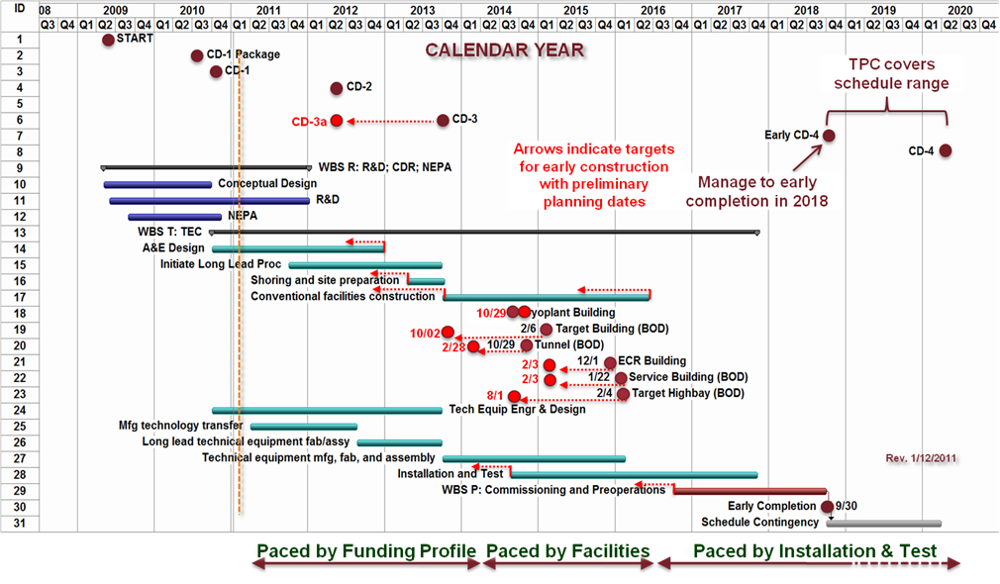 ID 08 2009 2010 2011 2012 2013 2014 2015 2016 2017 2018 2019 2020
Q3 Q4 Q1 Q2 Q3 Q4 Q1 Q2 Q3 Q4 Q1 Q2 Q3 Q4 Q1 Q2 Q3 Q4 Q1 Q2 Q3 Q4 Q1 Q2 Q3 Q4 Q1 Q2 Q3 Q4 Q1 Q2 Q3 Q4 Q1 Q2 Q3 Q4 Q1 Q2 Q3 Q4 Q1 Q2 Q3 Q4 Q1 Q2 Q3 Q4
1 START
CALENDAR YEAR
2 CD-1 Package
3 CD-1
TPC covers
schedule range
4 CD-2
5
6 CD-3a CD-3
7 Early CD-4
8 CD-4
Arrows indicate targets
for early construction
with preliminary
planning dates
Manage to early
completion in 2018
9 WBS R: R&D; CDR; NEPA
10 Conceptual Design
11 R&D
12 NEPA
13 WBS T: TEC
14 A&E Design
15 Initiate Long Lead Proc
16 Shoring and site preparation
17 Conventional facilities construction
18 10/29 yoplant Building
19 10/02 2/6 Target Building (BOD)
20 2/28 10/29 Tunnel (BOD)
21 2/3 12/1 ECR Building
22 2/3 1/22 Service Building (BOD)
23 8/1 2/4 Target Highbay (BOD)
24 Tech Equip Engr & Design
25 Mfg technology transfer
26 Long lead technical equipment fab/assy
27 Technical equipment mfg, fab, and assembly
Rev. 1/12/2011
28 Installation and Test
29 WBS P: Commissioning and Preoperations
30 Early Completion 9/30
31 Schedule Contingency
Paced by Funding Profile Paced by Facilities Paced by Installation & Test